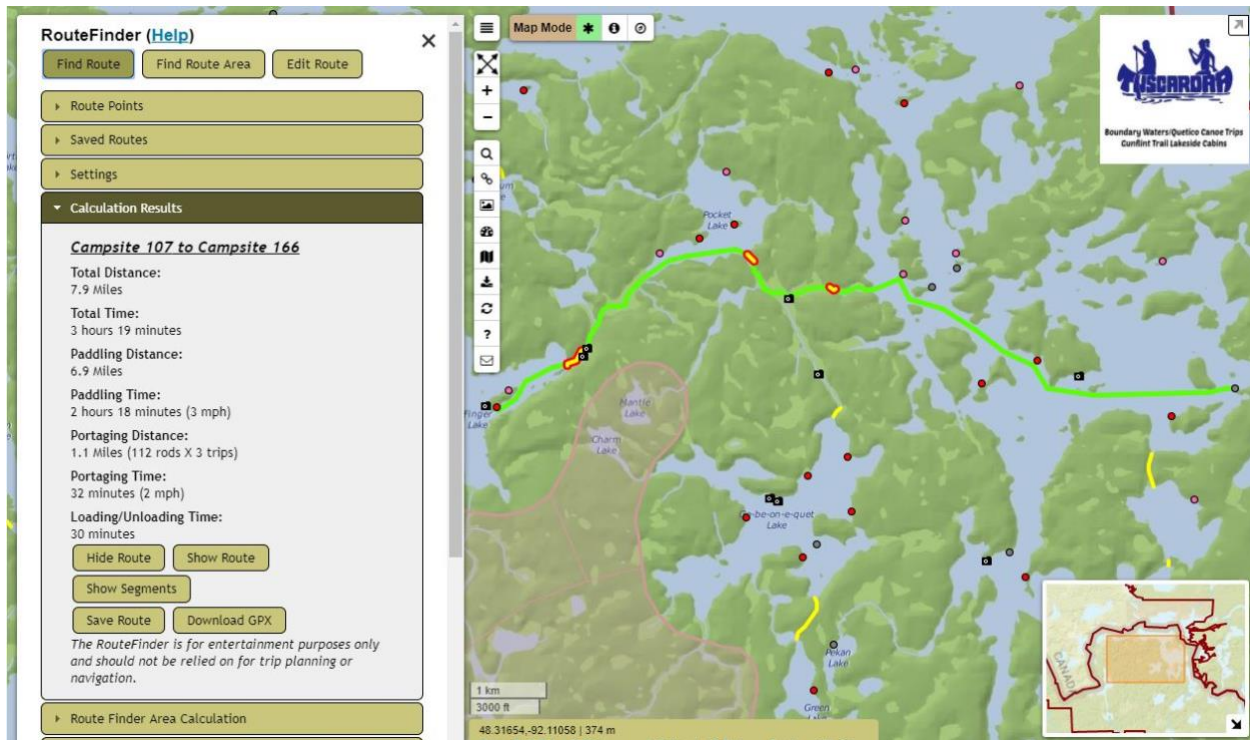 RouteFinder (Help)
Find Route
Find Route Area
Edit Route
Route Points
Saved Routes
Settings
Calculation Results
Campsite 107 to Campsite 166
Total Distance:
7.9 Miles
Total Time:
3 hours 19 minutes
Paddling Distance:
6.9 Miles
Paddling Time:
2 hours 18 minutes (3 mph)
Portaging Distance:
1.1 Miles (112 rods X 3 trips)
Portaging Time:
32 minutes (2 mph)
Loading/Unloading Time:
30 minutes
Hide Route
Show Route
Show Segments
Save Route
Download GPX
The RouteFinder is for entertainment purposes only
and should not be relied on for trip planning or
navigation.
Route Finder Area Calculation
Map Mode
TUSCARORA
Boundary Waters/Quetico Canoe Trips
Gunflint Trail Lakeside Cabins
Pocket
Lake
Finger
Lake
Mantle
Lake
Charm
Lake
Ge-be-on-e-quet
Lake
Pekan
Lake
Green
Lake
1 km
3000 ft
48.31654,-92.11058 | 374 m
CANADA